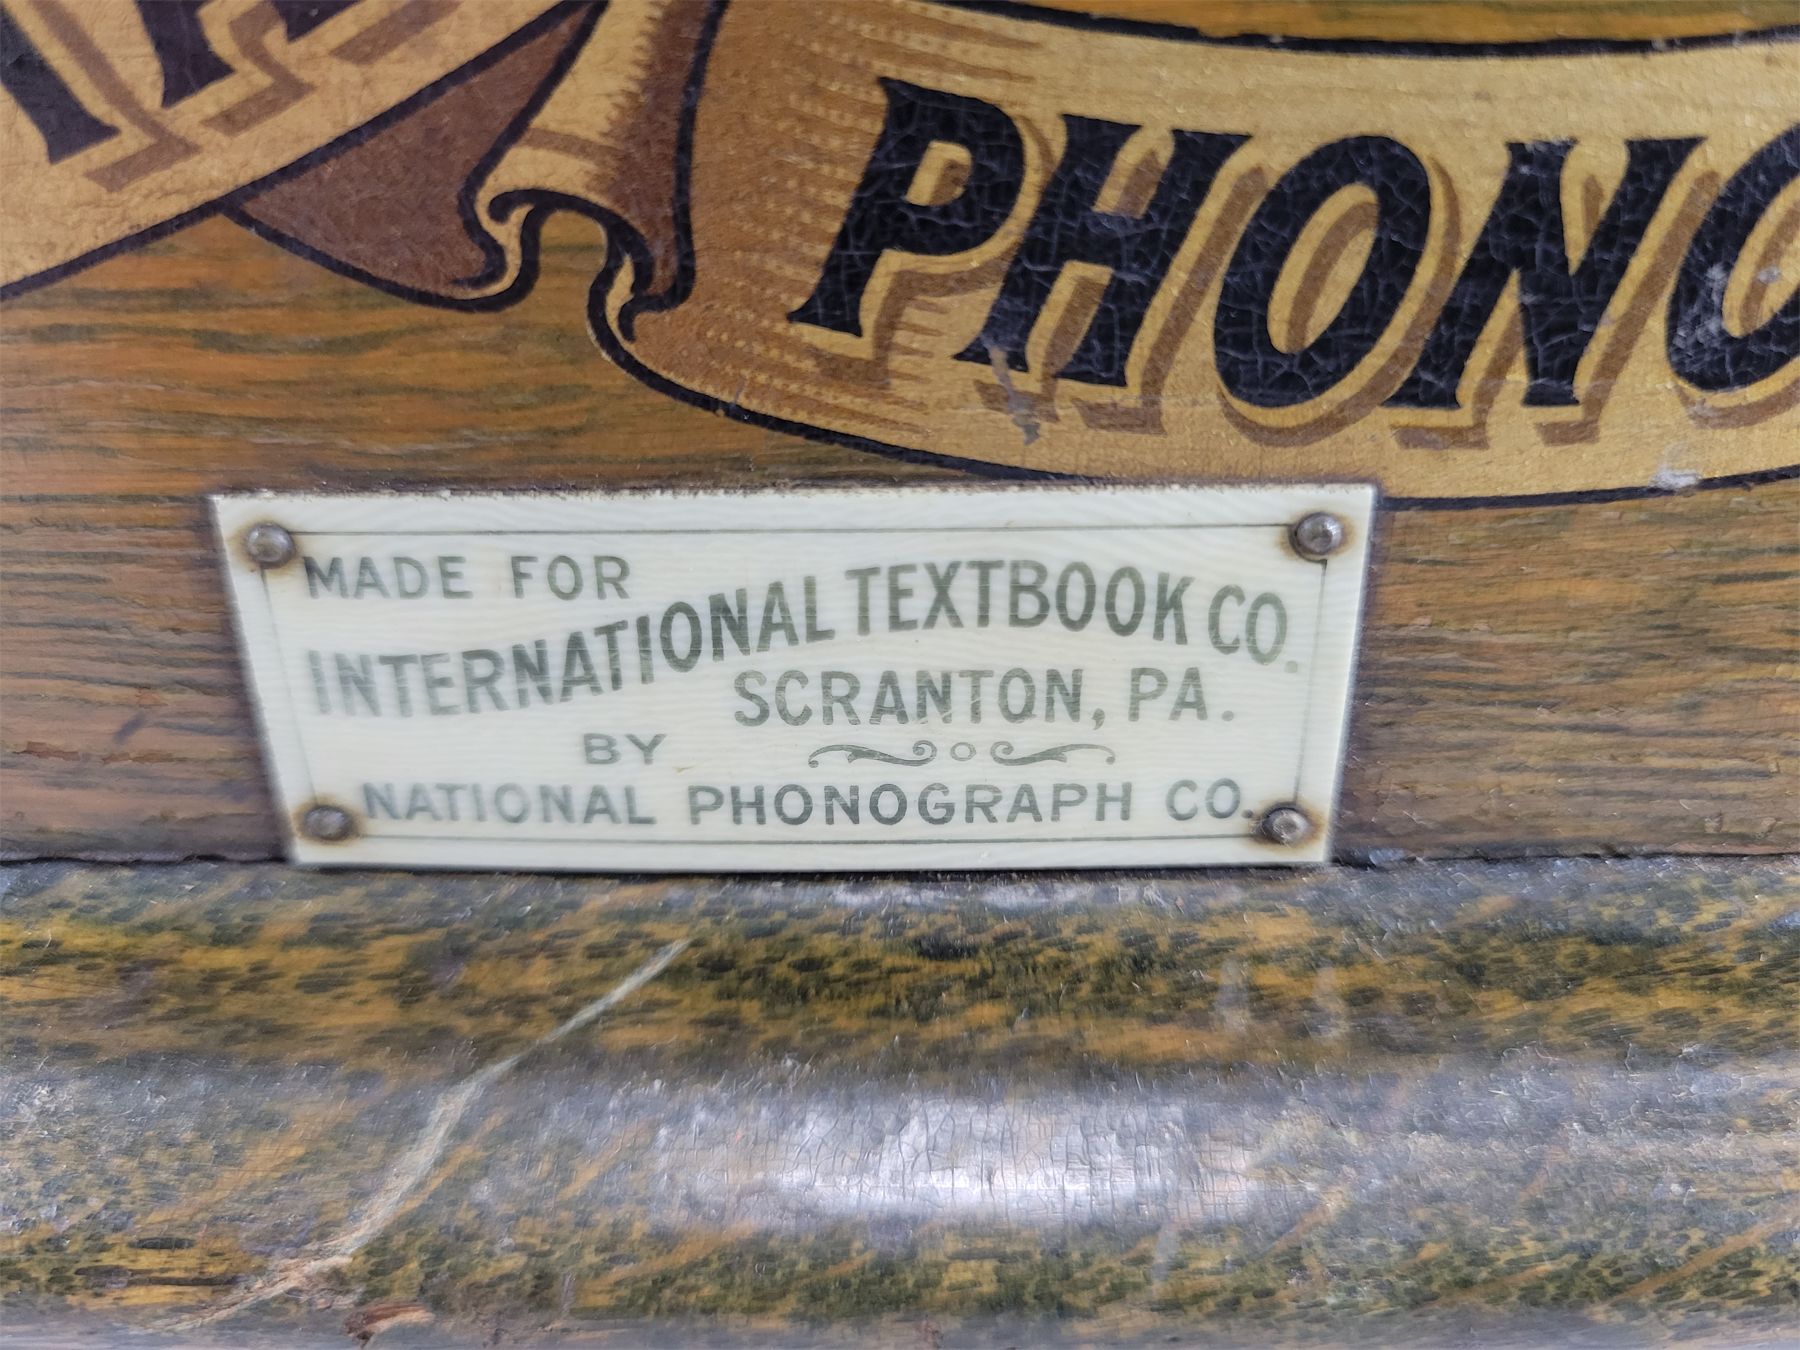 PHONO
MADE FOR
INTERNATIONAL TEXTBOOK CO.
SCRANTON, PA.
BY
NATIONAL PHONOGRAPH CO.